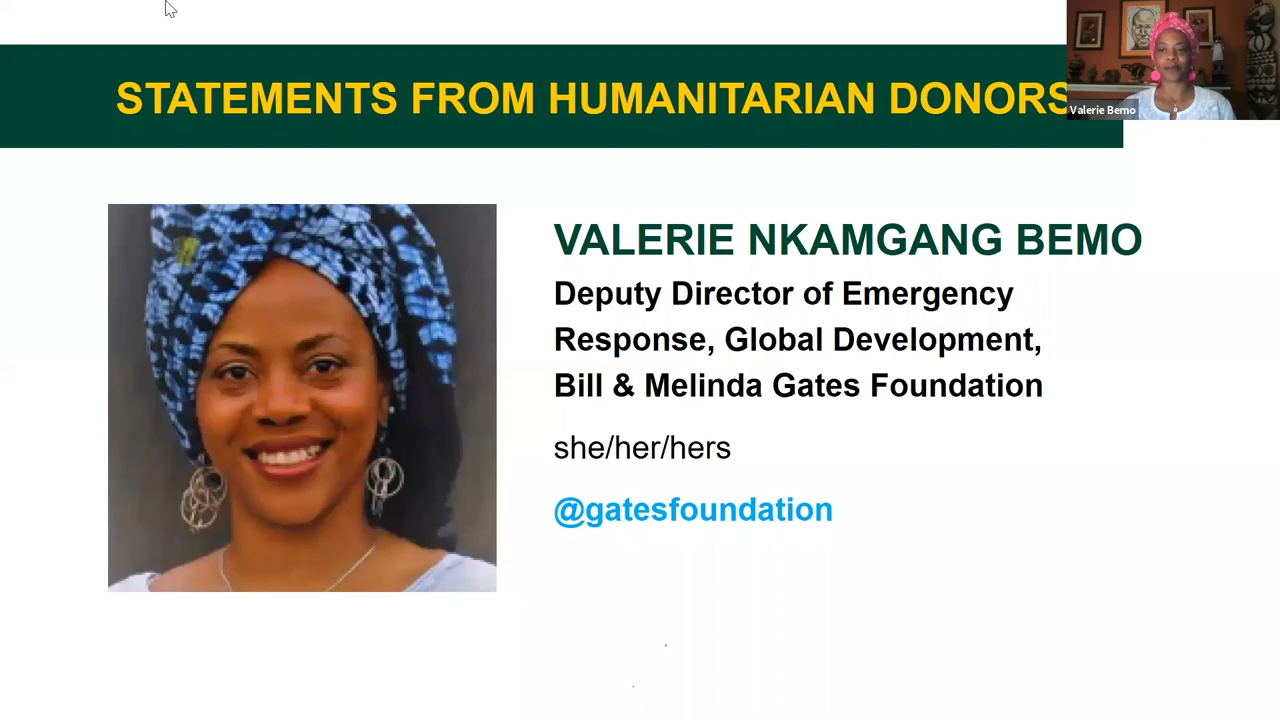 STATEMENTS FROM HUMANITARIAN DONORS
Valerie Bemo
VALERIE NKAMGANG BEMO
Deputy Director of Emergency
Response, Global Development,
Bill & Melinda Gates Foundation
she/her/hers
@gatesfoundation